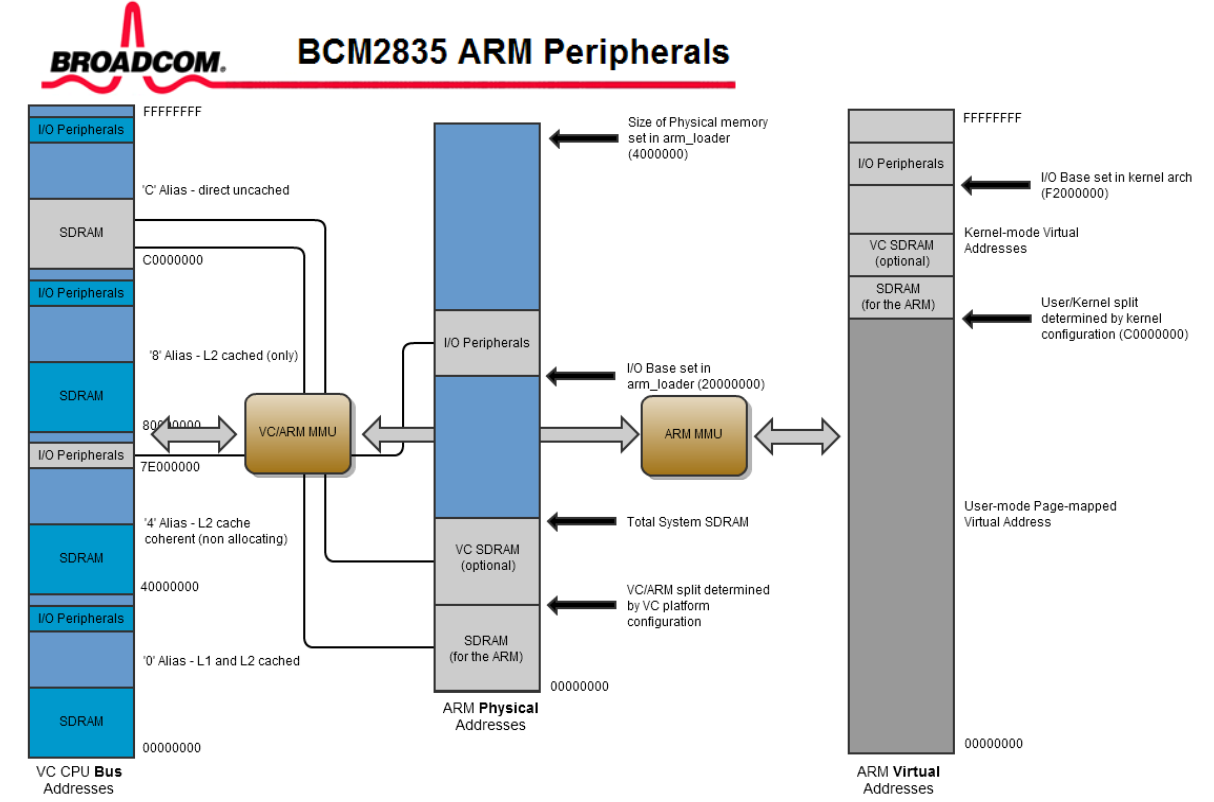 BROADCOM.
BCM2835 ARM Peripherals
FFFFFFFF
I/O Peripherals
'C' Alias - direct uncached
SDRAM
C0000000
I/O Peripherals
'8' Alias - L2 cached (only)
SDRAM
80000000
I/O Peripherals
7E000000
'4' Alias - L2 cache
coherent (non allocating)
SDRAM
40000000
I/O Peripherals
'0' Alias - L1 and L2 cached
SDRAM
00000000
VC CPU Bus
Addresses
VC/ARM MMU
Size of Physical memory
set in arm_loader
(4000000)
I/O Peripherals
I/O Base set in
arm_loader (20000000)
Total System SDRAM
VC SDRAM
(optional)
VC/ARM split determined
by VC platform
configuration
SDRAM
(for the ARM)
00000000
ARM Physical
Addresses
ARM MMU
FFFFFFFF
I/O Peripherals
I/O Base set in kernel arch
(F2000000)
Kernel-mode Virtual
Addresses
VC SDRAM
(optional)
SDRAM
(for the ARM)
User/Kernel split
determined by kernel
configuration (C0000000)
User-mode Page-mapped
Virtual Address
00000000
ARM Virtual
Addresses